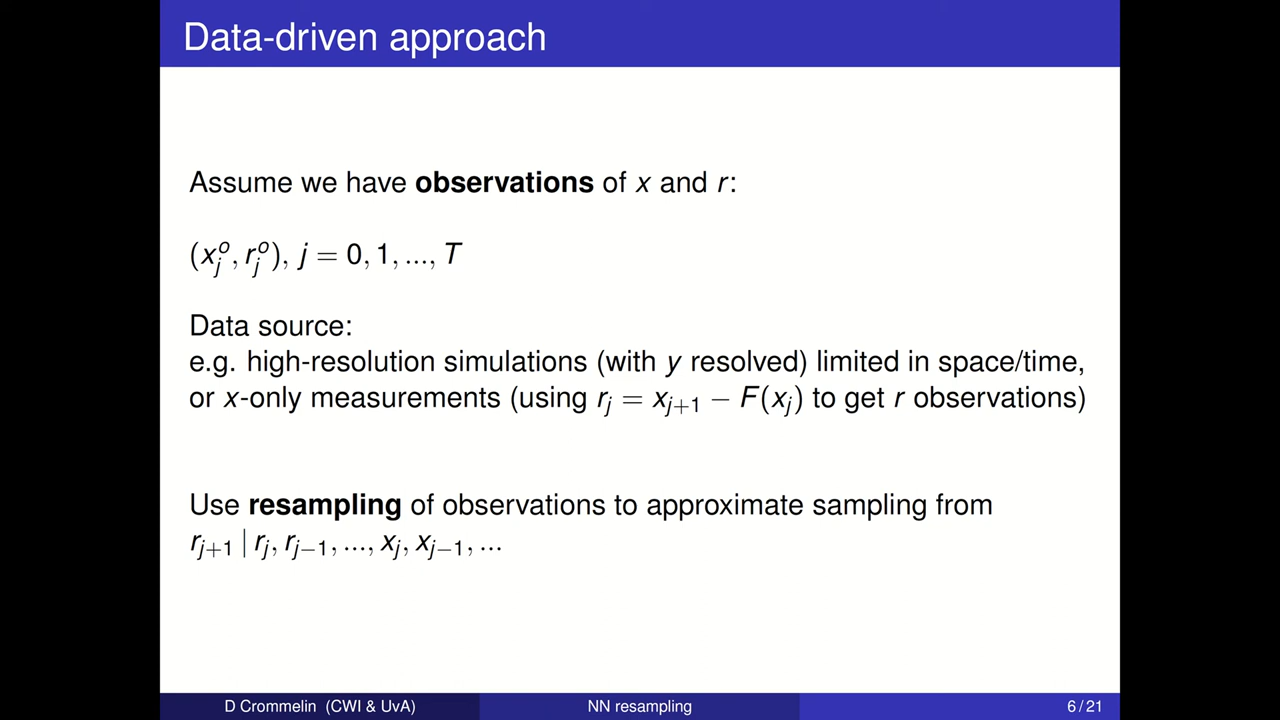 Data-driven approach
Assume we have observations of x and r:
(x_j^o, r_j^o), j = 0, 1, ..., T
Data source:
e.g. high-resolution simulations (with y resolved) limited in space/time,
or x-only measurements (using r_j = x_{j+1} − F(x_j) to get r observations)
Use resampling of observations to approximate sampling from
r_{j+1} | r_j, r_{j−1}, ..., x_j, x_{j−1}, ...
D Crommelin (CWI & UvA) NN resampling 6 / 21